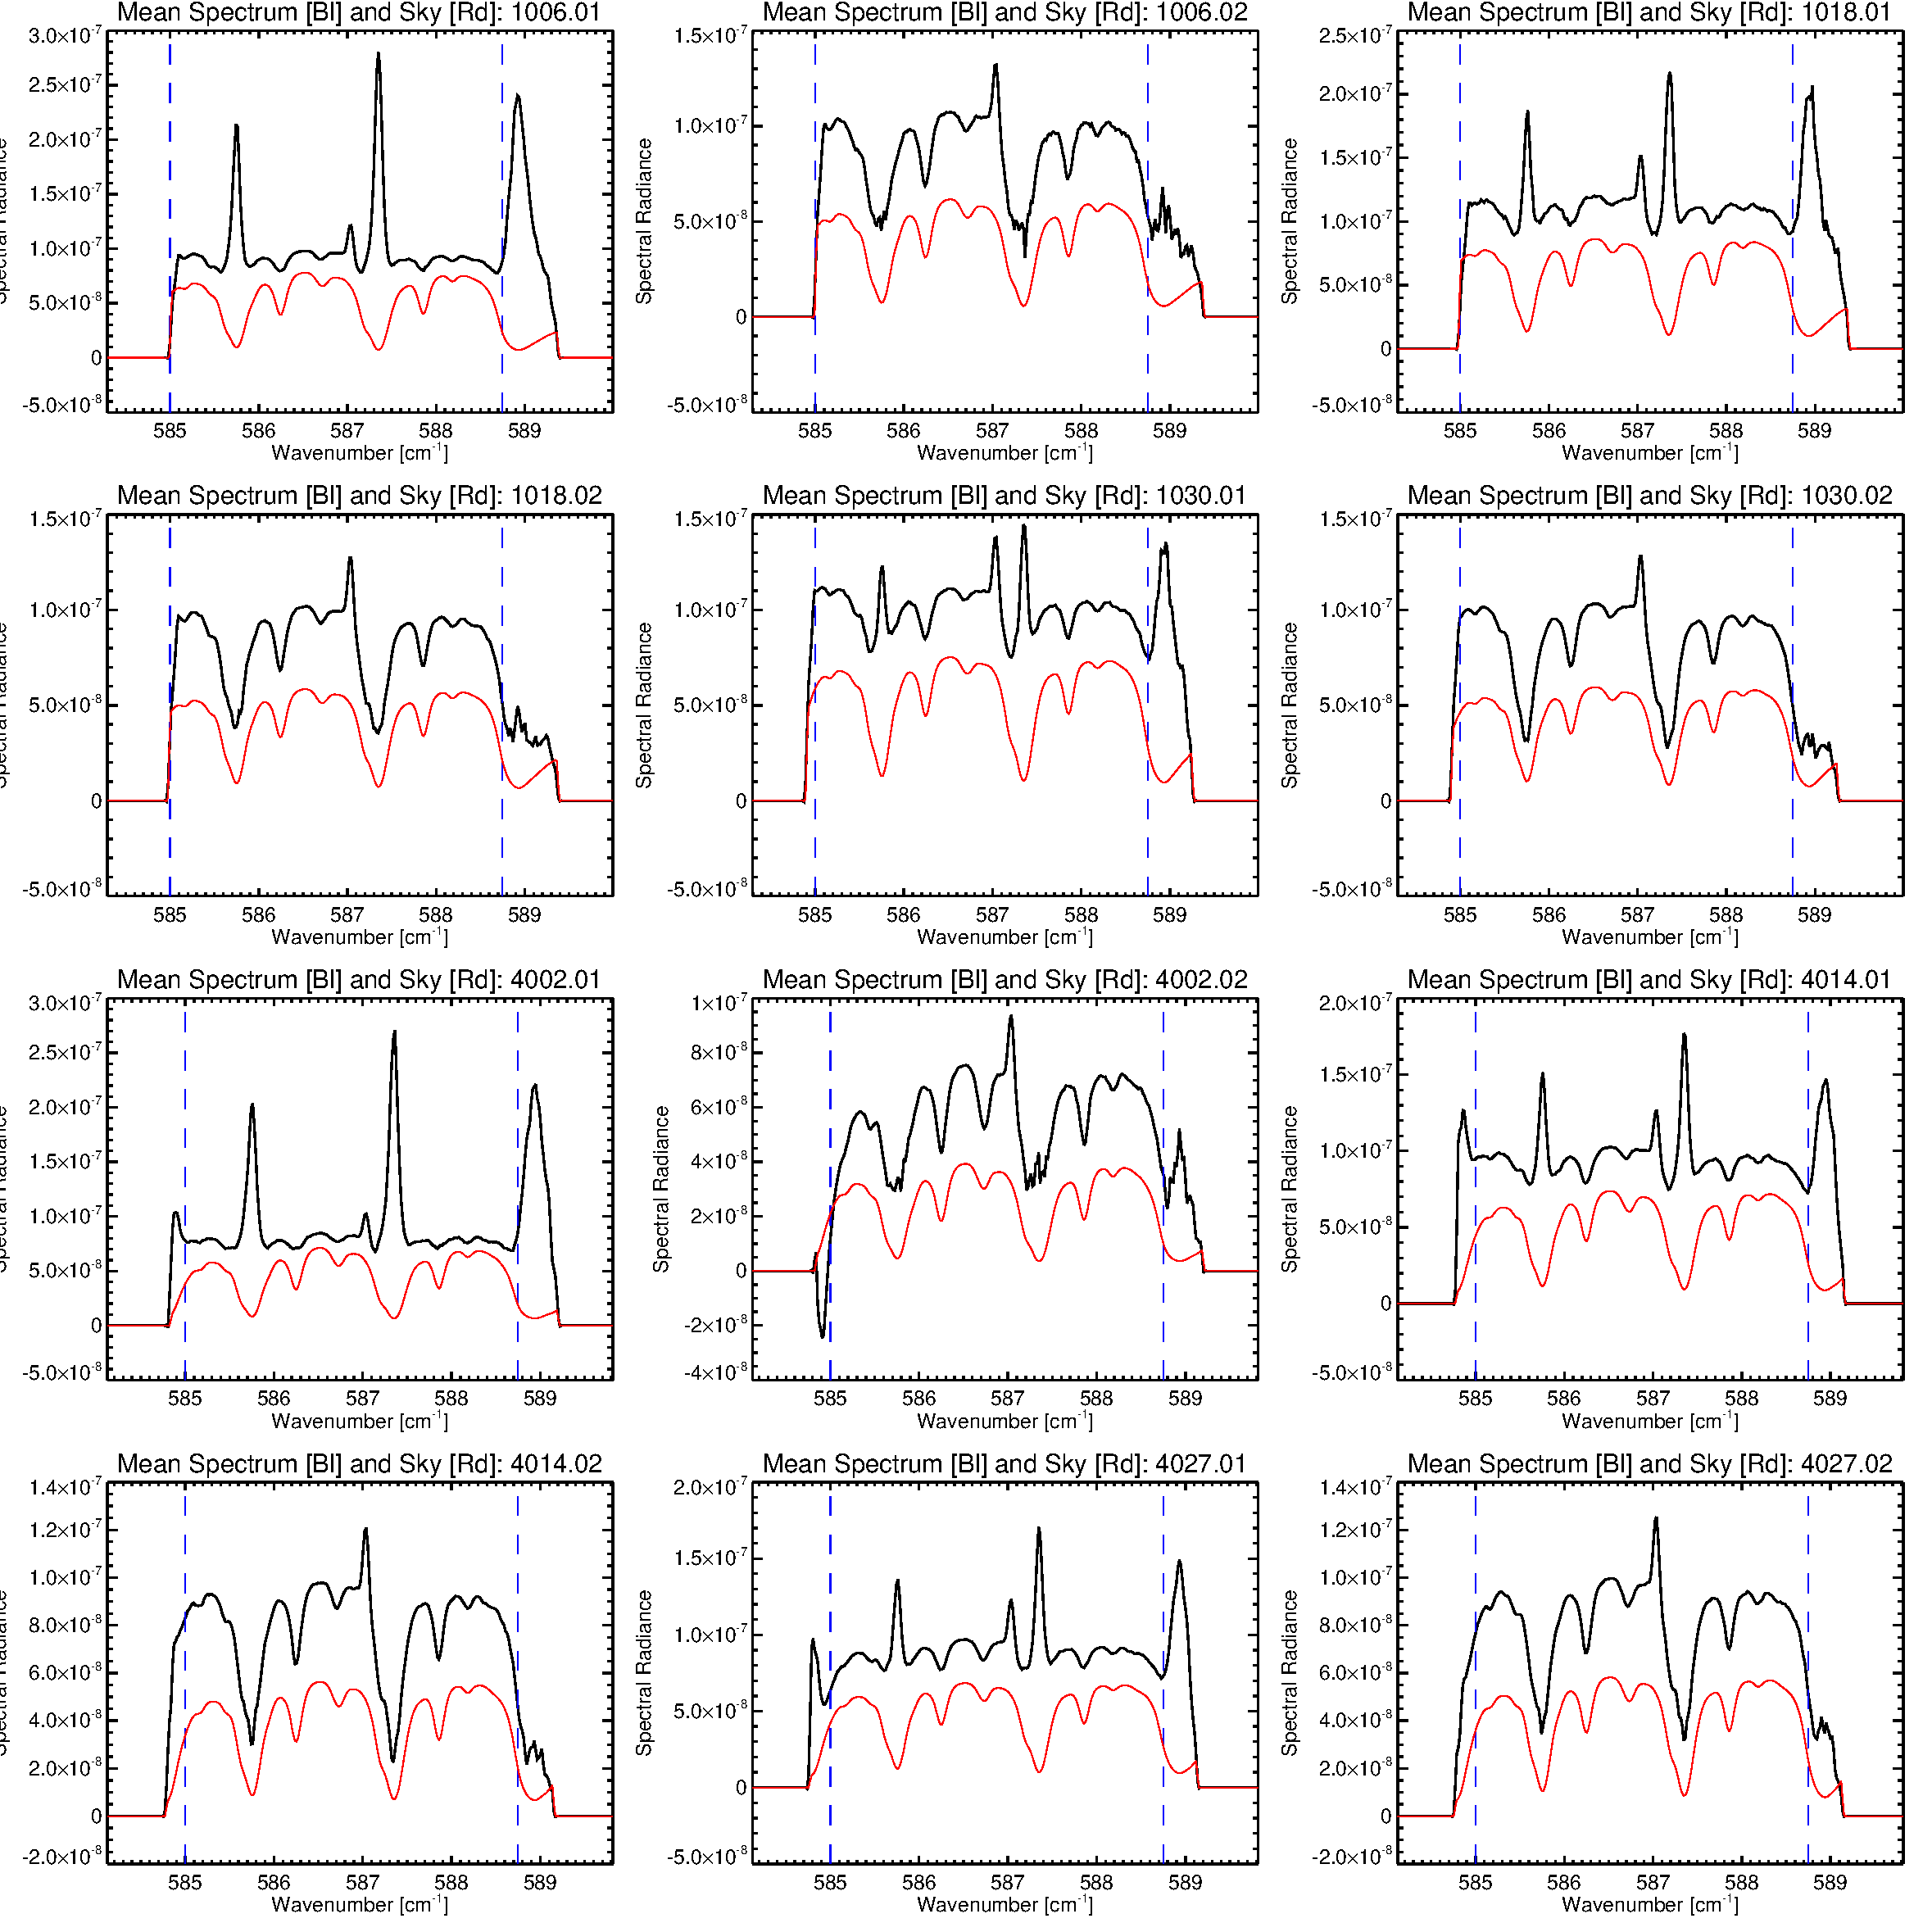 Mean Spectrum [Bl] and Sky [Rd]: 1006.01
3.0×10⁻⁷
2.5×10⁻⁷
2.0×10⁻⁷
1.5×10⁻⁷
1.0×10⁻⁷
5.0×10⁻⁸
0
-5.0×10⁻⁸
Spectral Radiance
585 586 587 588 589
Wavenumber [cm⁻¹]
Mean Spectrum [Bl] and Sky [Rd]: 1006.02
1.5×10⁻⁷
1.0×10⁻⁷
5.0×10⁻⁸
0
-5.0×10⁻⁸
Spectral Radiance
585 586 587 588 589
Wavenumber [cm⁻¹]
Mean Spectrum [Bl] and Sky [Rd]: 1018.01
2.5×10⁻⁷
2.0×10⁻⁷
1.5×10⁻⁷
1.0×10⁻⁷
5.0×10⁻⁸
0
-5.0×10⁻⁸
Spectral Radiance
585 586 587 588 589
Wavenumber [cm⁻¹]
Mean Spectrum [Bl] and Sky [Rd]: 1018.02
1.5×10⁻⁷
1.0×10⁻⁷
5.0×10⁻⁸
0
-5.0×10⁻⁸
Spectral Radiance
585 586 587 588 589
Wavenumber [cm⁻¹]
Mean Spectrum [Bl] and Sky [Rd]: 1030.01
1.5×10⁻⁷
1.0×10⁻⁷
5.0×10⁻⁸
0
-5.0×10⁻⁸
Spectral Radiance
585 586 587 588 589
Wavenumber [cm⁻¹]
Mean Spectrum [Bl] and Sky [Rd]: 1030.02
1.5×10⁻⁷
1.0×10⁻⁷
5.0×10⁻⁸
0
-5.0×10⁻⁸
Spectral Radiance
585 586 587 588 589
Wavenumber [cm⁻¹]
Mean Spectrum [Bl] and Sky [Rd]: 4002.01
3.0×10⁻⁷
2.5×10⁻⁷
2.0×10⁻⁷
1.5×10⁻⁷
1.0×10⁻⁷
5.0×10⁻⁸
0
-5.0×10⁻⁸
Spectral Radiance
585 586 587 588 589
Wavenumber [cm⁻¹]
Mean Spectrum [Bl] and Sky [Rd]: 4002.02
1×10⁻⁷
8×10⁻⁸
6×10⁻⁸
4×10⁻⁸
2×10⁻⁸
0
-2×10⁻⁸
-4×10⁻⁸
Spectral Radiance
585 586 587 588 589
Wavenumber [cm⁻¹]
Mean Spectrum [Bl] and Sky [Rd]: 4014.01
2.0×10⁻⁷
1.5×10⁻⁷
1.0×10⁻⁷
5.0×10⁻⁸
0
-5.0×10⁻⁸
Spectral Radiance
585 586 587 588 589
Wavenumber [cm⁻¹]
Mean Spectrum [Bl] and Sky [Rd]: 4014.02
1.4×10⁻⁷
1.2×10⁻⁷
1.0×10⁻⁷
8.0×10⁻⁸
6.0×10⁻⁸
4.0×10⁻⁸
2.0×10⁻⁸
0
-2.0×10⁻⁸
Spectral Radiance
585 586 587 588 589
Wavenumber [cm⁻¹]
Mean Spectrum [Bl] and Sky [Rd]: 4027.01
2.0×10⁻⁷
1.5×10⁻⁷
1.0×10⁻⁷
5.0×10⁻⁸
0
-5.0×10⁻⁸
Spectral Radiance
585 586 587 588 589
Wavenumber [cm⁻¹]
Mean Spectrum [Bl] and Sky [Rd]: 4027.02
1.4×10⁻⁷
1.2×10⁻⁷
1.0×10⁻⁷
8.0×10⁻⁸
6.0×10⁻⁸
4.0×10⁻⁸
2.0×10⁻⁸
0
-2.0×10⁻⁸
Spectral Radiance
585 586 587 588 589
Wavenumber [cm⁻¹]